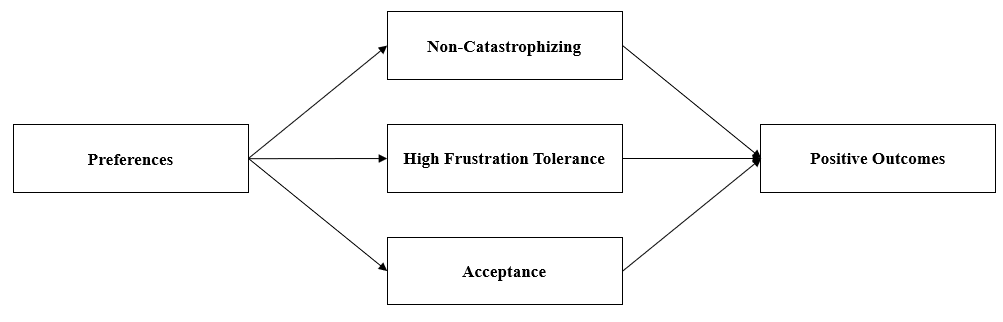 Non-Catastrophizing
Preferences
High Frustration Tolerance
Positive Outcomes
Acceptance